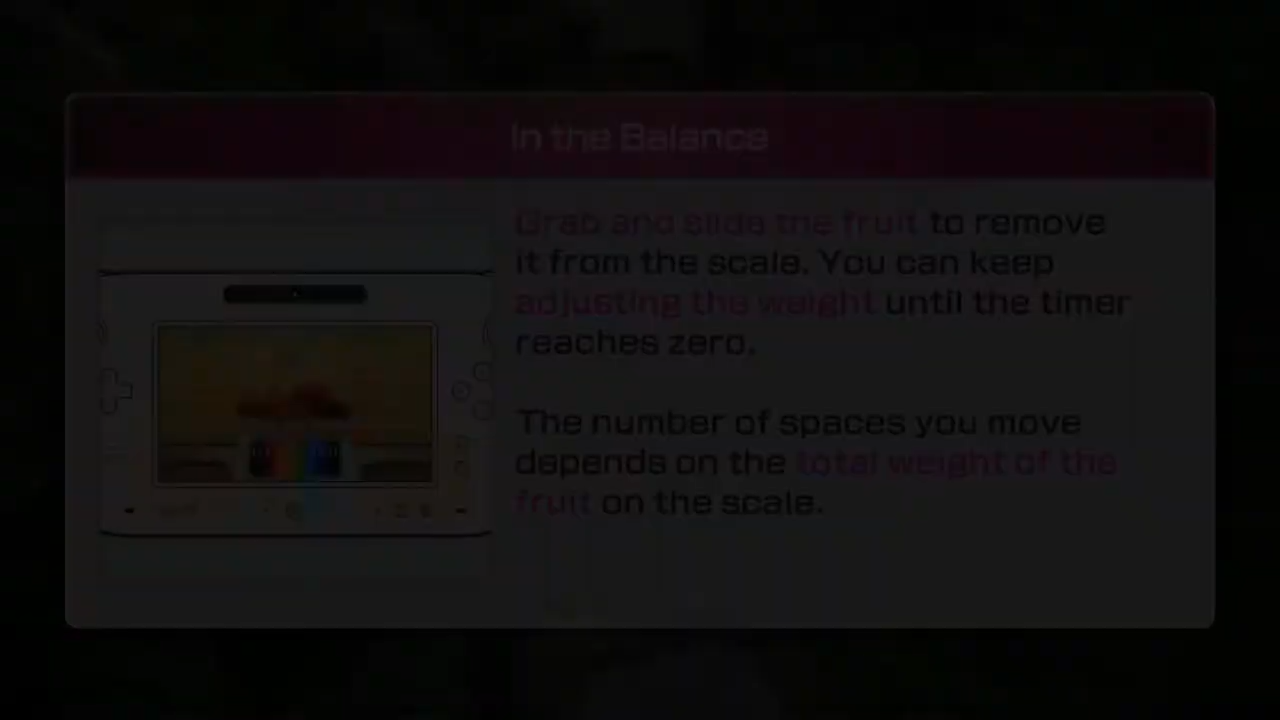 In the Balance
Grab and slide the fruit to remove
it from the scale. You can keep
adjusting the weight until the timer
reaches zero.
The number of spaces you move
depends on the total weight of the
fruit on the scale.